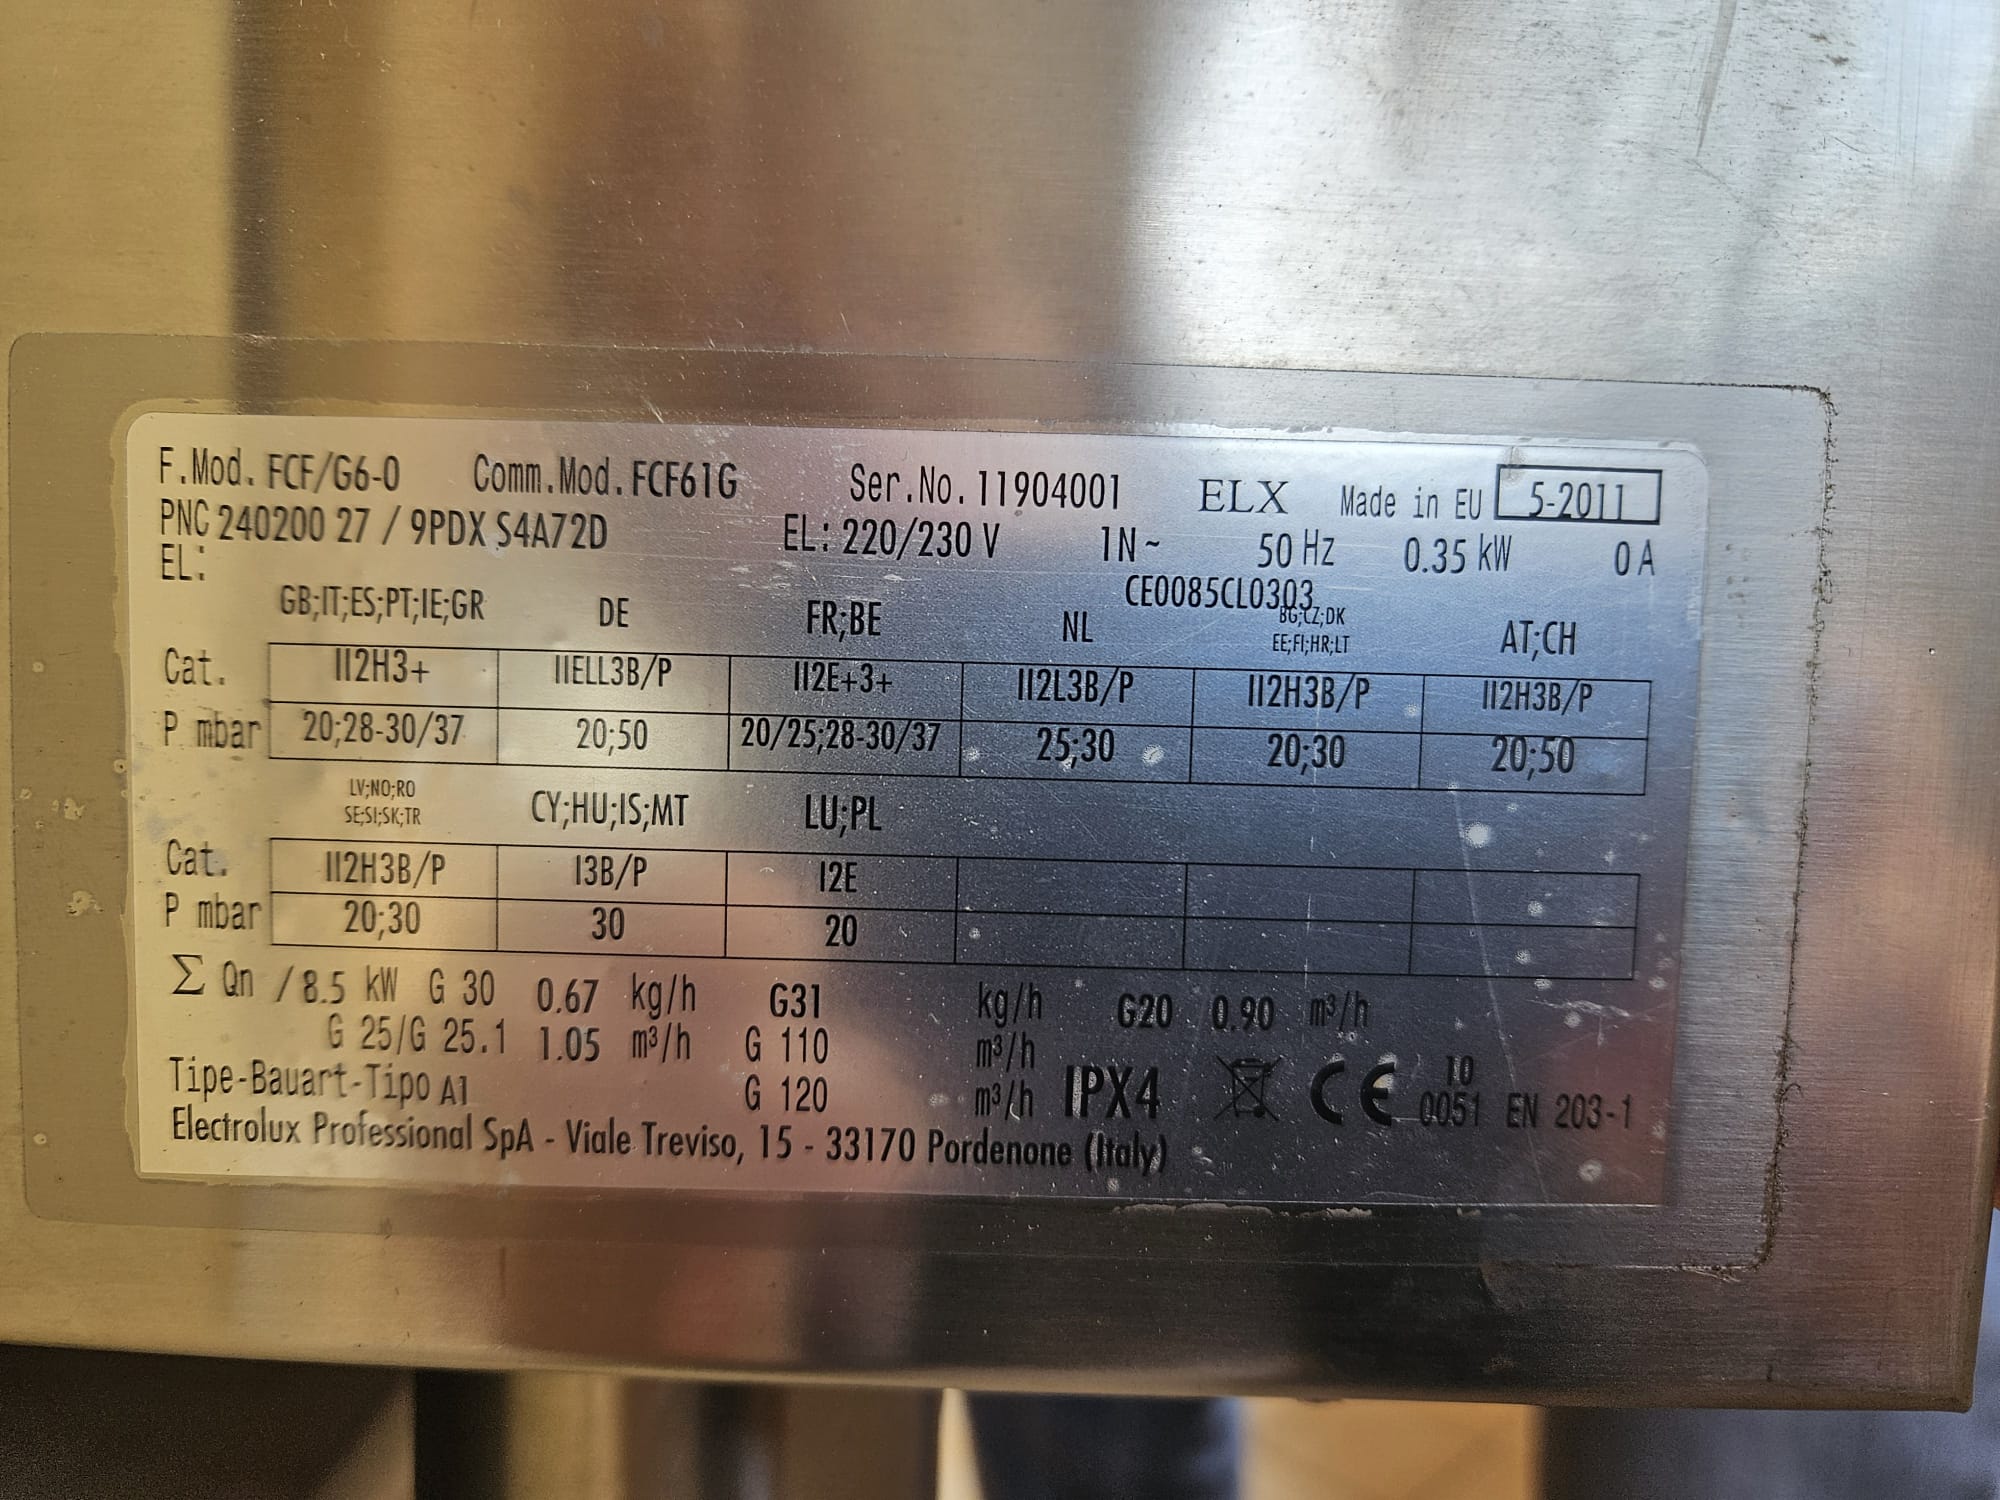 F.Mod. FCF/G6-0 Comm.Mod. FCF61G Ser.No. 11904001 ELX Made in EU 5-2011
PNC 240200 27 / 9PDX S4A72D EL: 220/230 V 1N~ 50 Hz 0.35 kW 0 A
EL:
CE0085CL0303
GB;IT;ES;PT;IE;GR DE FR;BE NL BG;CZ;DK EE;FI;HR;LT AT;CH
Cat. II2H3+ IIELL3B/P II2E+3+ II2L3B/P II2H3B/P II2H3B/P
P mbar 20;28-30/37 20;50 20/25;28-30/37 25;30 20;30 20;50
LV;NO;RO SE;SI;SK;TR CY;HU;IS;MT LU;PL
Cat. II2H3B/P I3B/P I2E
P mbar 20;30 30 20
Σ Qn / 8.5 kW G 30 0.67 kg/h G31 kg/h G20 0.90 m³/h
G 25/G 25.1 1.05 m³/h G 110 m³/h
Tipe-Bauart-Tipo A1 G 120 m³/h IPX4 CE 10 0051 EN 203-1
Electrolux Professional SpA - Viale Treviso, 15 - 33170 Pordenone (Italy)